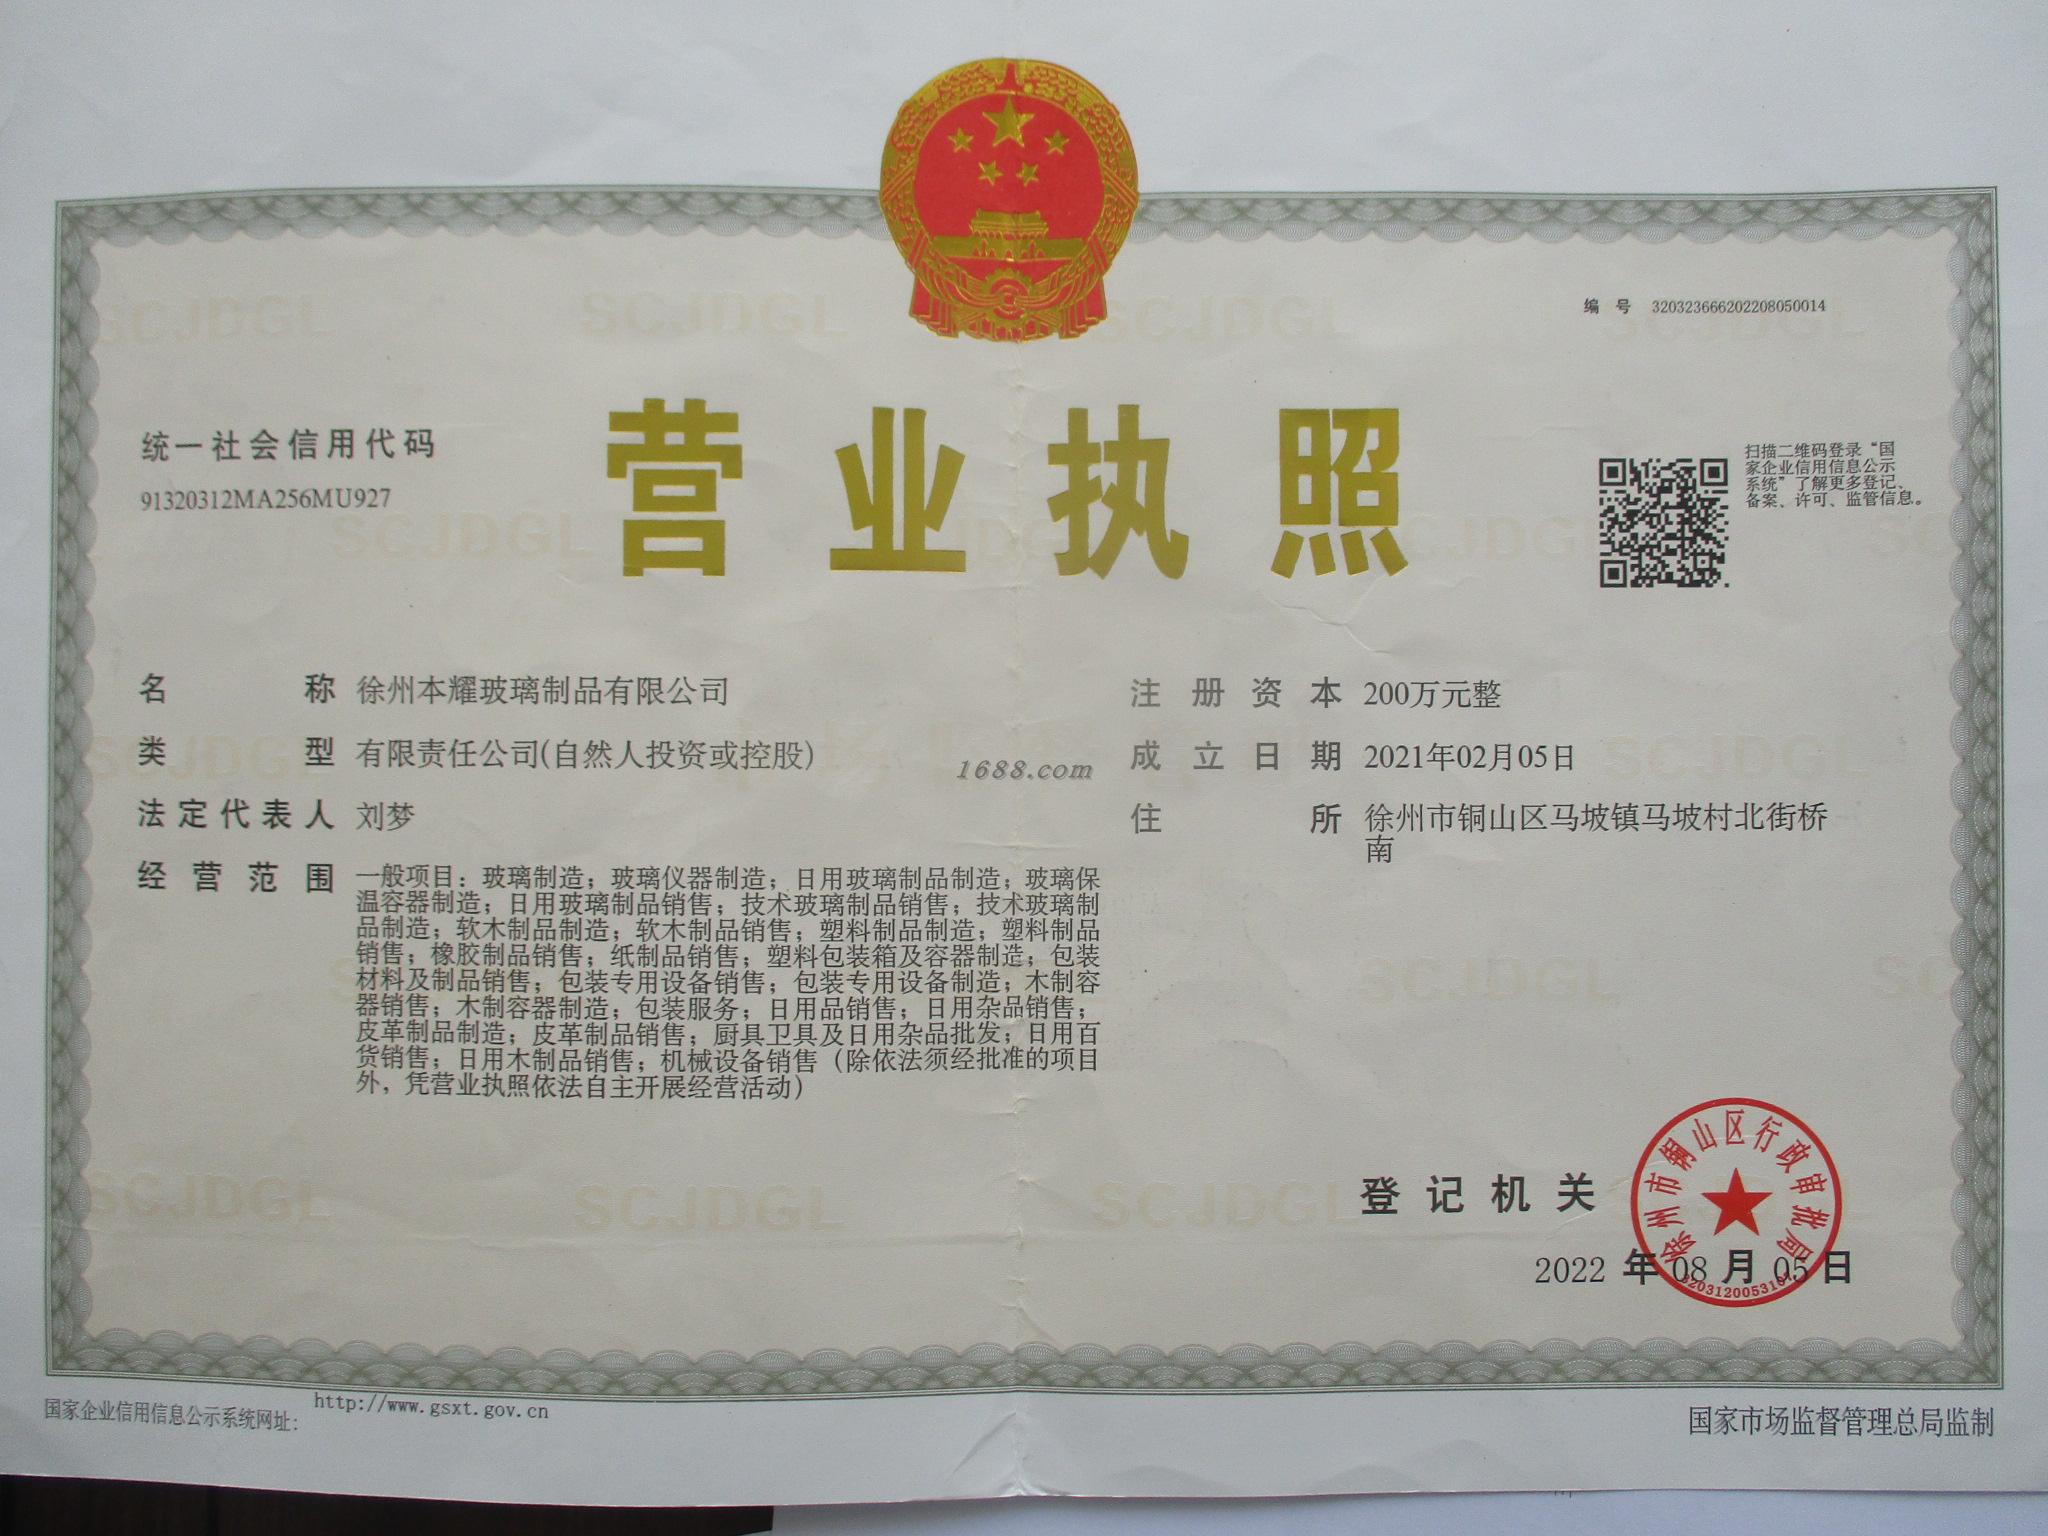 编 号 320323666202208050014
营业执照
统一社会信用代码
91320312MA256MU927
扫描二维码登录“国
家企业信用信息公示
系统”了解更多登记、
备案、许可、监管信息。
名称 徐州本耀玻璃制品有限公司
类型 有限责任公司(自然人投资或控股)
法定代表人 刘梦
经营范围 一般项目：玻璃制造；玻璃仪器制造；日用玻璃制品制造；玻璃保
温容器制造；日用玻璃制品销售；技术玻璃制品销售；技术玻璃制
品制造；软木制品制造；软木制品销售；塑料制品制造；塑料制品
销售；橡胶制品销售；纸制品销售；塑料包装箱及容器制造；包装
材料及制品销售；包装专用设备销售；包装专用设备制造；木制容
器销售；木制容器制造；包装服务；日用品销售；日用杂品销售；
皮革制品制造；皮革制品销售；厨具卫具及日用杂品批发；日用百
货销售；日用木制品销售；机械设备销售（除依法须经批准的项目
外，凭营业执照依法自主开展经营活动）
注册资本 200万元整
成立日期 2021年02月05日
住所 徐州市铜山区马坡镇马坡村北街桥
南
1688.com
登记机关
徐州市铜山区行政审批局
2022 年 08 月 05 日
国家企业信用信息公示系统网址： http://www.gsxt.gov.cn
国家市场监督管理总局监制